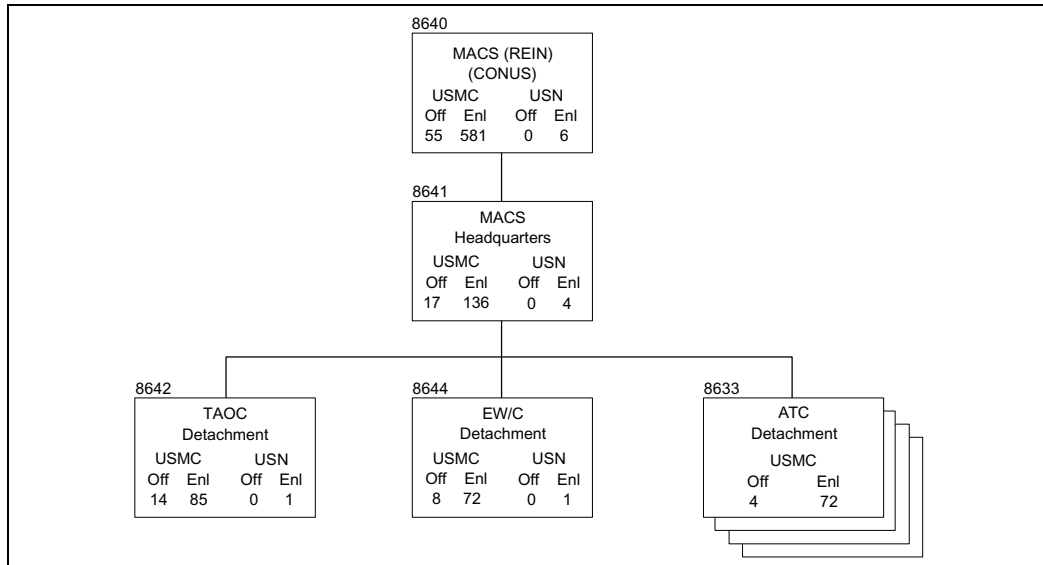 8640
MACS (REIN)
(CONUS)
USMC USN
Off Enl Off Enl
55 581 0 6
8641
MACS
Headquarters
USMC USN
Off Enl Off Enl
17 136 0 4
8642
TAOC
Detachment
USMC USN
Off Enl Off Enl
14 85 0 1
8644
EW/C
Detachment
USMC USN
Off Enl Off Enl
8 72 0 1
8633
ATC
Detachment
USMC
Off Enl
4 72